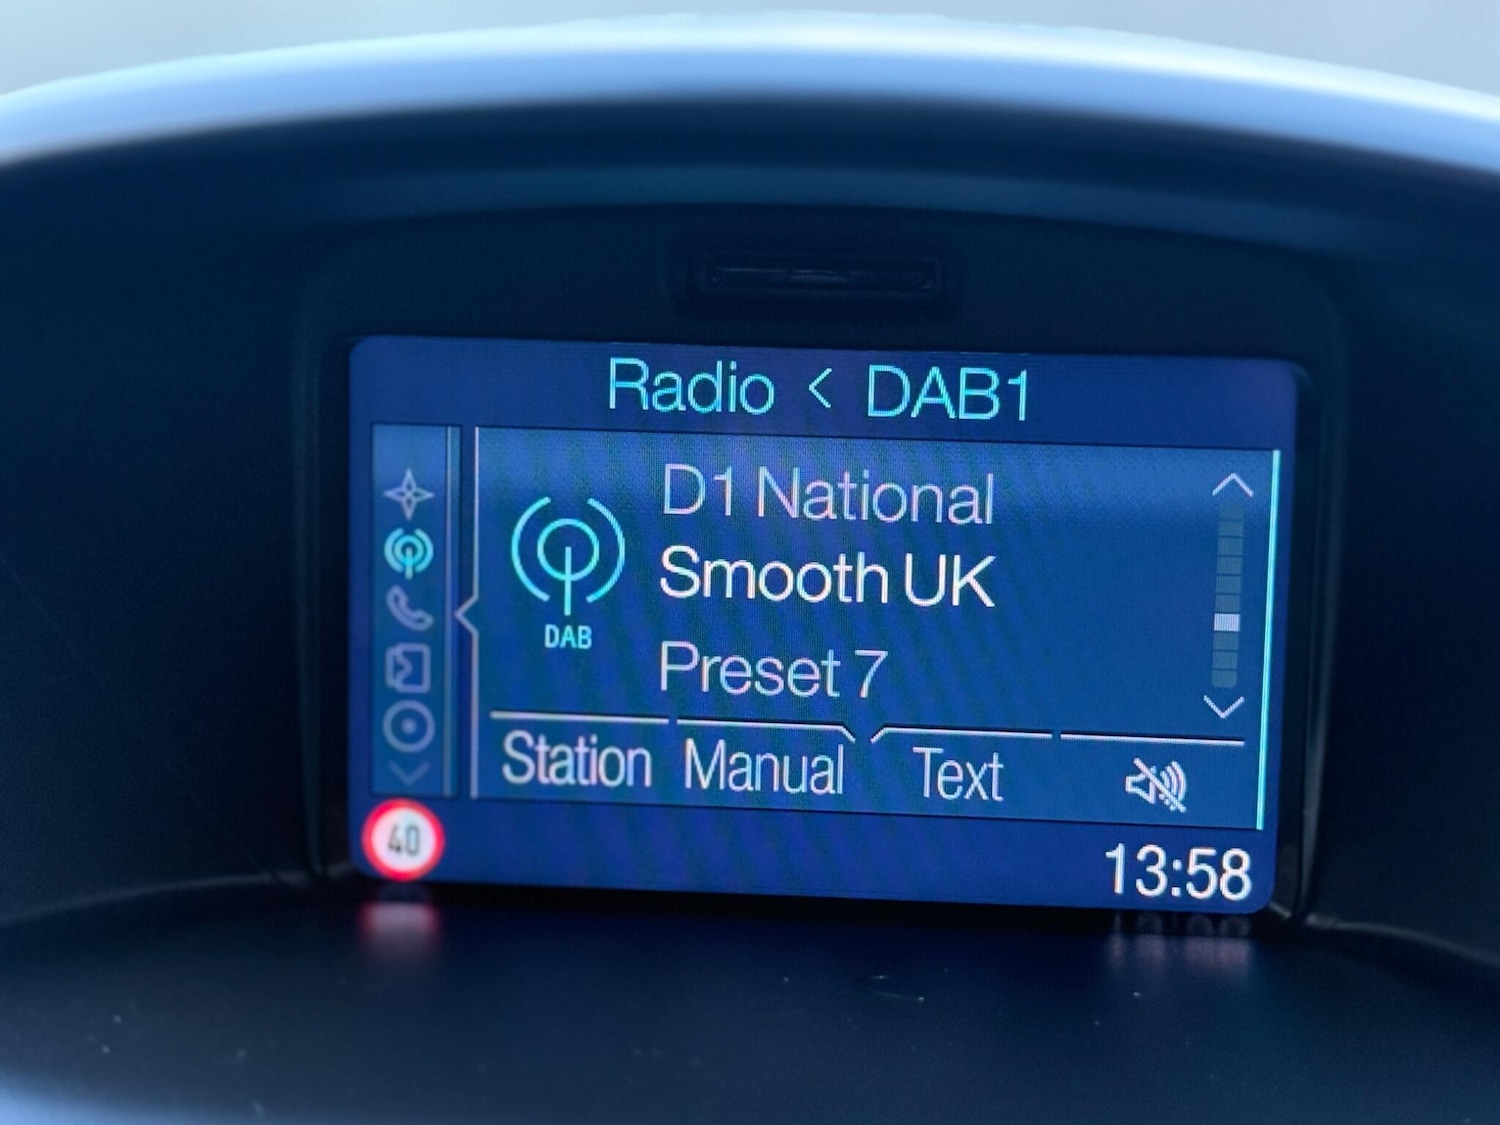 Radio < DAB1
D1 National
Smooth UK
DAB
Preset 7
Station Manual Text
40
13:58